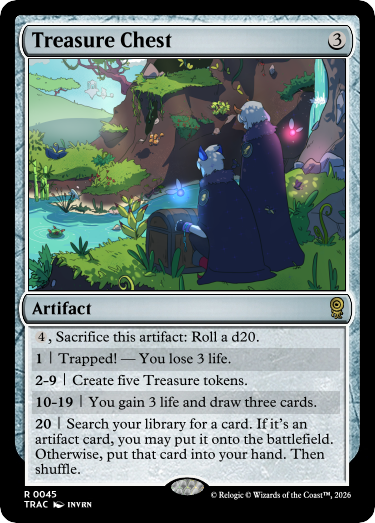 Treasure Chest 3
Artifact
4, Sacrifice this artifact: Roll a d20.
1 | Trapped! — You lose 3 life.
2-9 | Create five Treasure tokens.
10-19 | You gain 3 life and draw three cards.
20 | Search your library for a card. If it's an
artifact card, you may put it onto the battlefield.
Otherwise, put that card into your hand. Then
shuffle.
R 0045
TRAC INVRN
© Relogic © Wizards of the Coast™, 2026